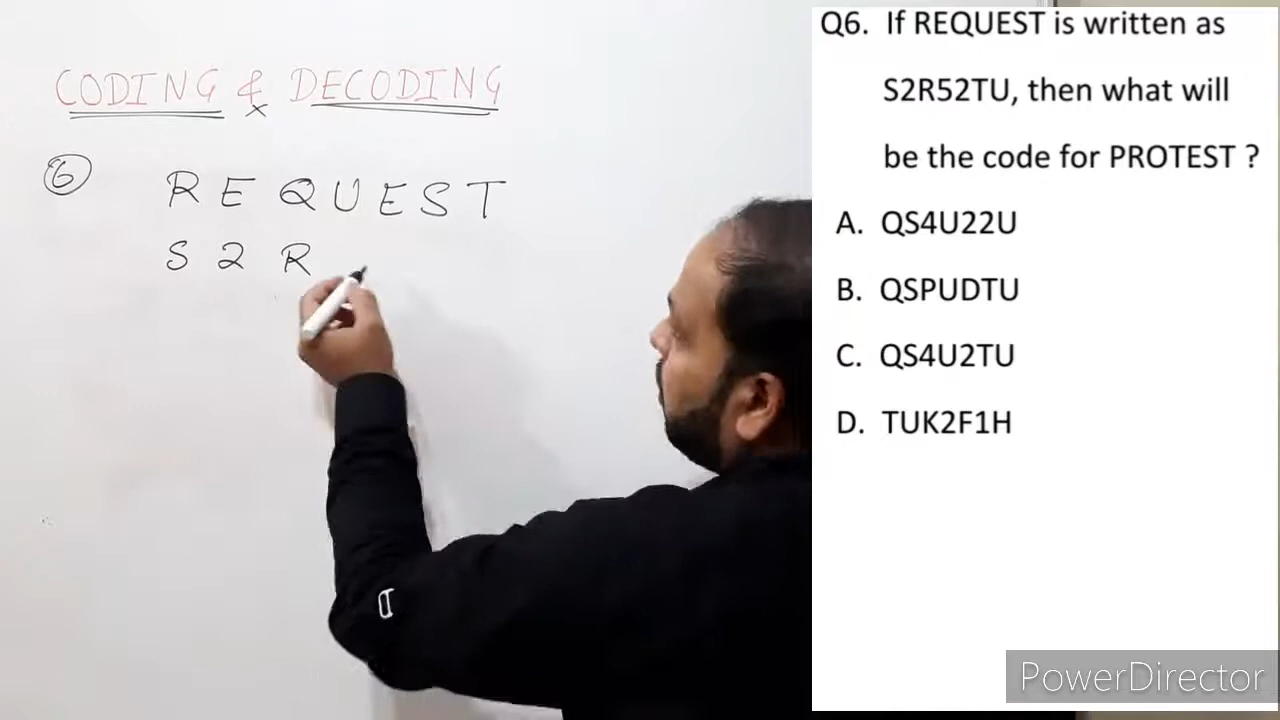 CODING & DECODING
6 R E Q U E S T
S 2 R
Q6. If REQUEST is written as
S2R52TU, then what will
be the code for PROTEST ?
A. QS4U22U
B. QSPUDTU
C. QS4U2TU
D. TUK2F1H
PowerDirector